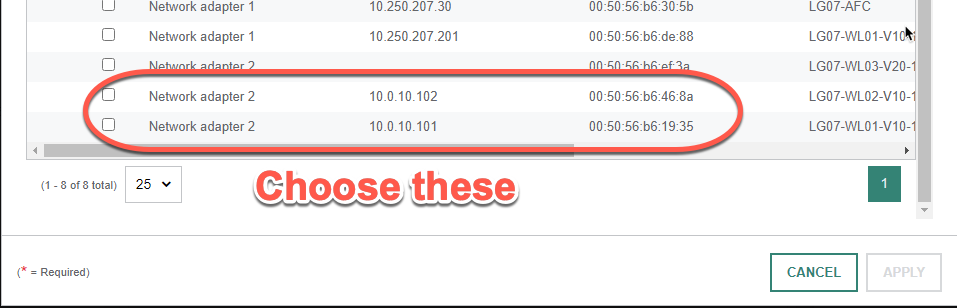 Network adapter 1 10.250.207.30 00:50:56:b6:30:5b LG07-AFC
Network adapter 1 10.250.207.201 00:50:56:b6:de:88 LG07-WL01-V10-1
Network adapter 2 00:50:56:b6:ef:3a LG07-WL03-V20-1
Network adapter 2 10.0.10.102 00:50:56:b6:46:8a LG07-WL02-V10-1
Network adapter 2 10.0.10.101 00:50:56:b6:19:35 LG07-WL01-V10-1
(1 - 8 of 8 total) 25 1
Choose these
(* = Required) CANCEL APPLY